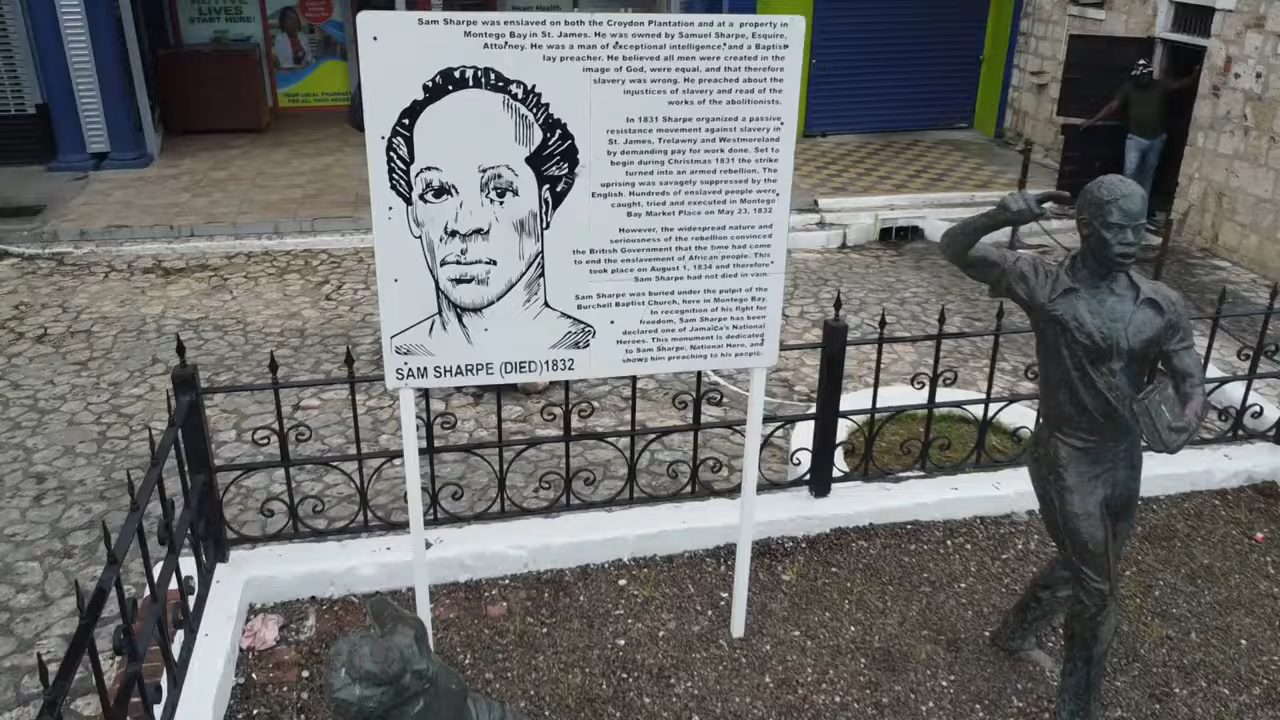 ACTIVE
LIVES
START HERE!
YOUR LOCAL PHARMACY
FOR ALL YOUR NEEDS
Heart Health
Sam Sharpe was enslaved on both the Croydon Plantation and at a property in
Montego Bay in St. James. He was owned by Samuel Sharpe, Esquire,
Attorney. He was a man of exceptional intelligence, and a Baptist
lay preacher. He believed all men were created in the
image of God, were equal, and that therefore
slavery was wrong. He preached about the
injustices of slavery and read of the
works of the abolitionists.
In 1831 Sharpe organized a passive
resistance movement against slavery in
St. James, Trelawny and Westmoreland
by demanding pay for work done. Set to
begin during Christmas 1831 the strike
turned into an armed rebellion. The
uprising was savagely suppressed by the
English. Hundreds of enslaved people were
caught, tried and executed in Montego
Bay Market Place on May 23, 1832
However, the widespread nature and
seriousness of the rebellion convinced
the British Government that the time had come
to end the enslavement of African people. This
took place on August 1, 1834 and therefore
Sam Sharpe had not died in vain
Sam Sharpe was buried under the pulpit of the
Burchell Baptist Church, here in Montego Bay,
In recognition of his fight for
freedom, Sam Sharpe has been
declared one of Jamaica's National
Heroes. This monument is dedicated
to Sam Sharpe, National Hero, and
shows him preaching to his people.
SAM SHARPE (DIED)1832